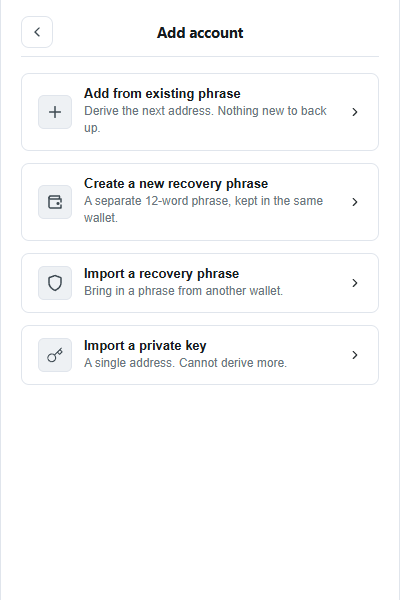 Add account
Add from existing phrase
Derive the next address. Nothing new to back
up.
Create a new recovery phrase
A separate 12-word phrase, kept in the same
wallet.
Import a recovery phrase
Bring in a phrase from another wallet.
Import a private key
A single address. Cannot derive more.